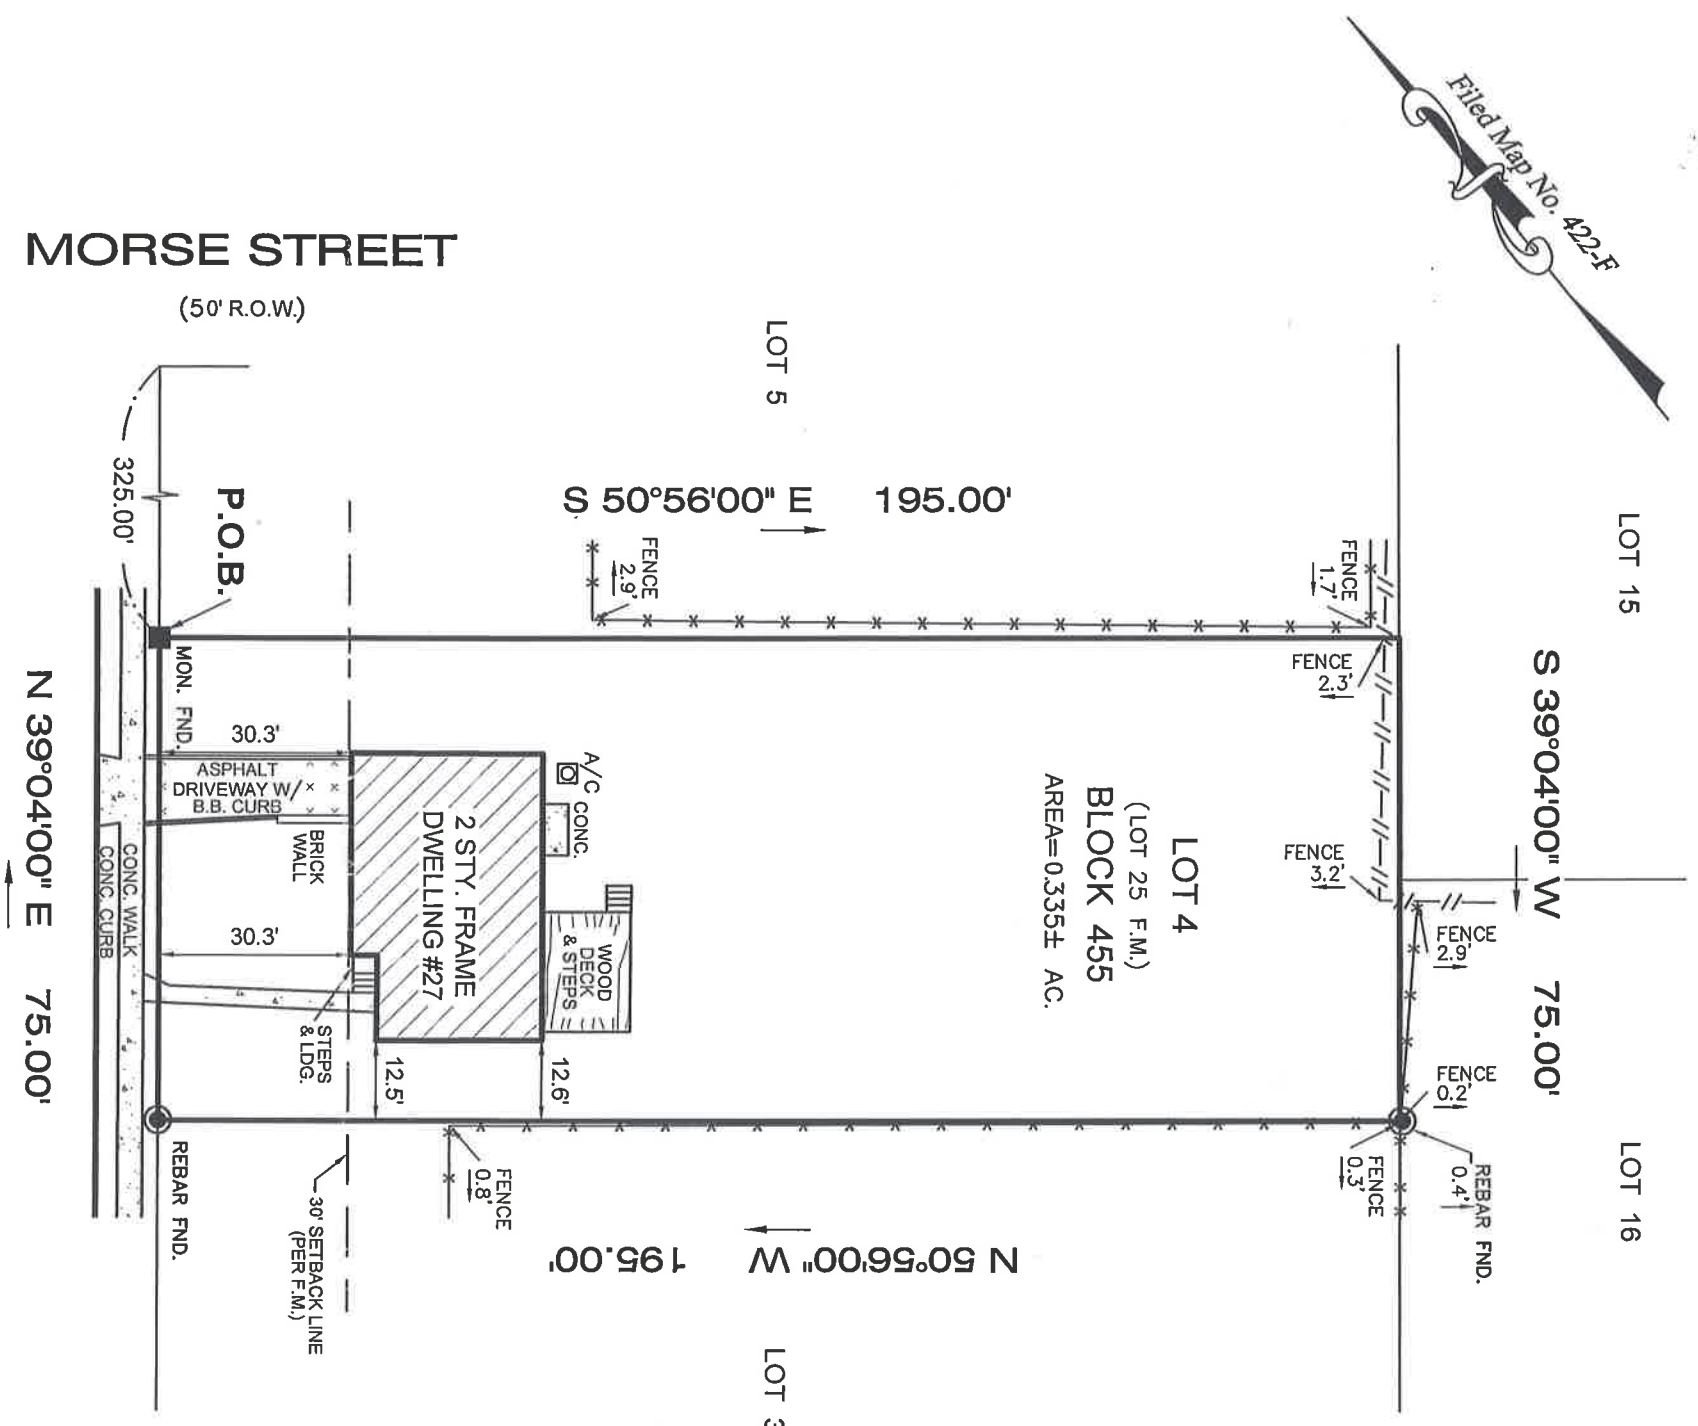 Filed Map No. 422-F
MORSE STREET
(50' R.O.W.)
LOT 5
LOT 15
325.00'
P.O.B.
S 50°56'00" E 195.00'
FENCE
2.9'
FENCE
1.7'
FENCE
2.3'
S 39°04'00" W 75.00'
MON. FND.
30.3'
ASPHALT
DRIVEWAY W/
B.B. CURB
BRICK
WALL
A/C
CONC.
2 STY. FRAME
DWELLING #27
WOOD
DECK
& STEPS
LOT 4
(LOT 25 F.M.)
BLOCK 455
AREA=0.335± AC.
FENCE
3.2'
FENCE
2.9'
FENCE
0.2'
N 39°04'00" E 75.00'
CONC. WALK
CONC. CURB
30.3'
STEPS
& LDG.
12.5'
12.6'
REBAR FND.
30' SETBACK LINE
(PER F.M.)
FENCE
0.8'
FENCE
0.3'
REBAR FND.
0.4'
LOT 16
N 50°56'00" W 195.00'
LOT 3